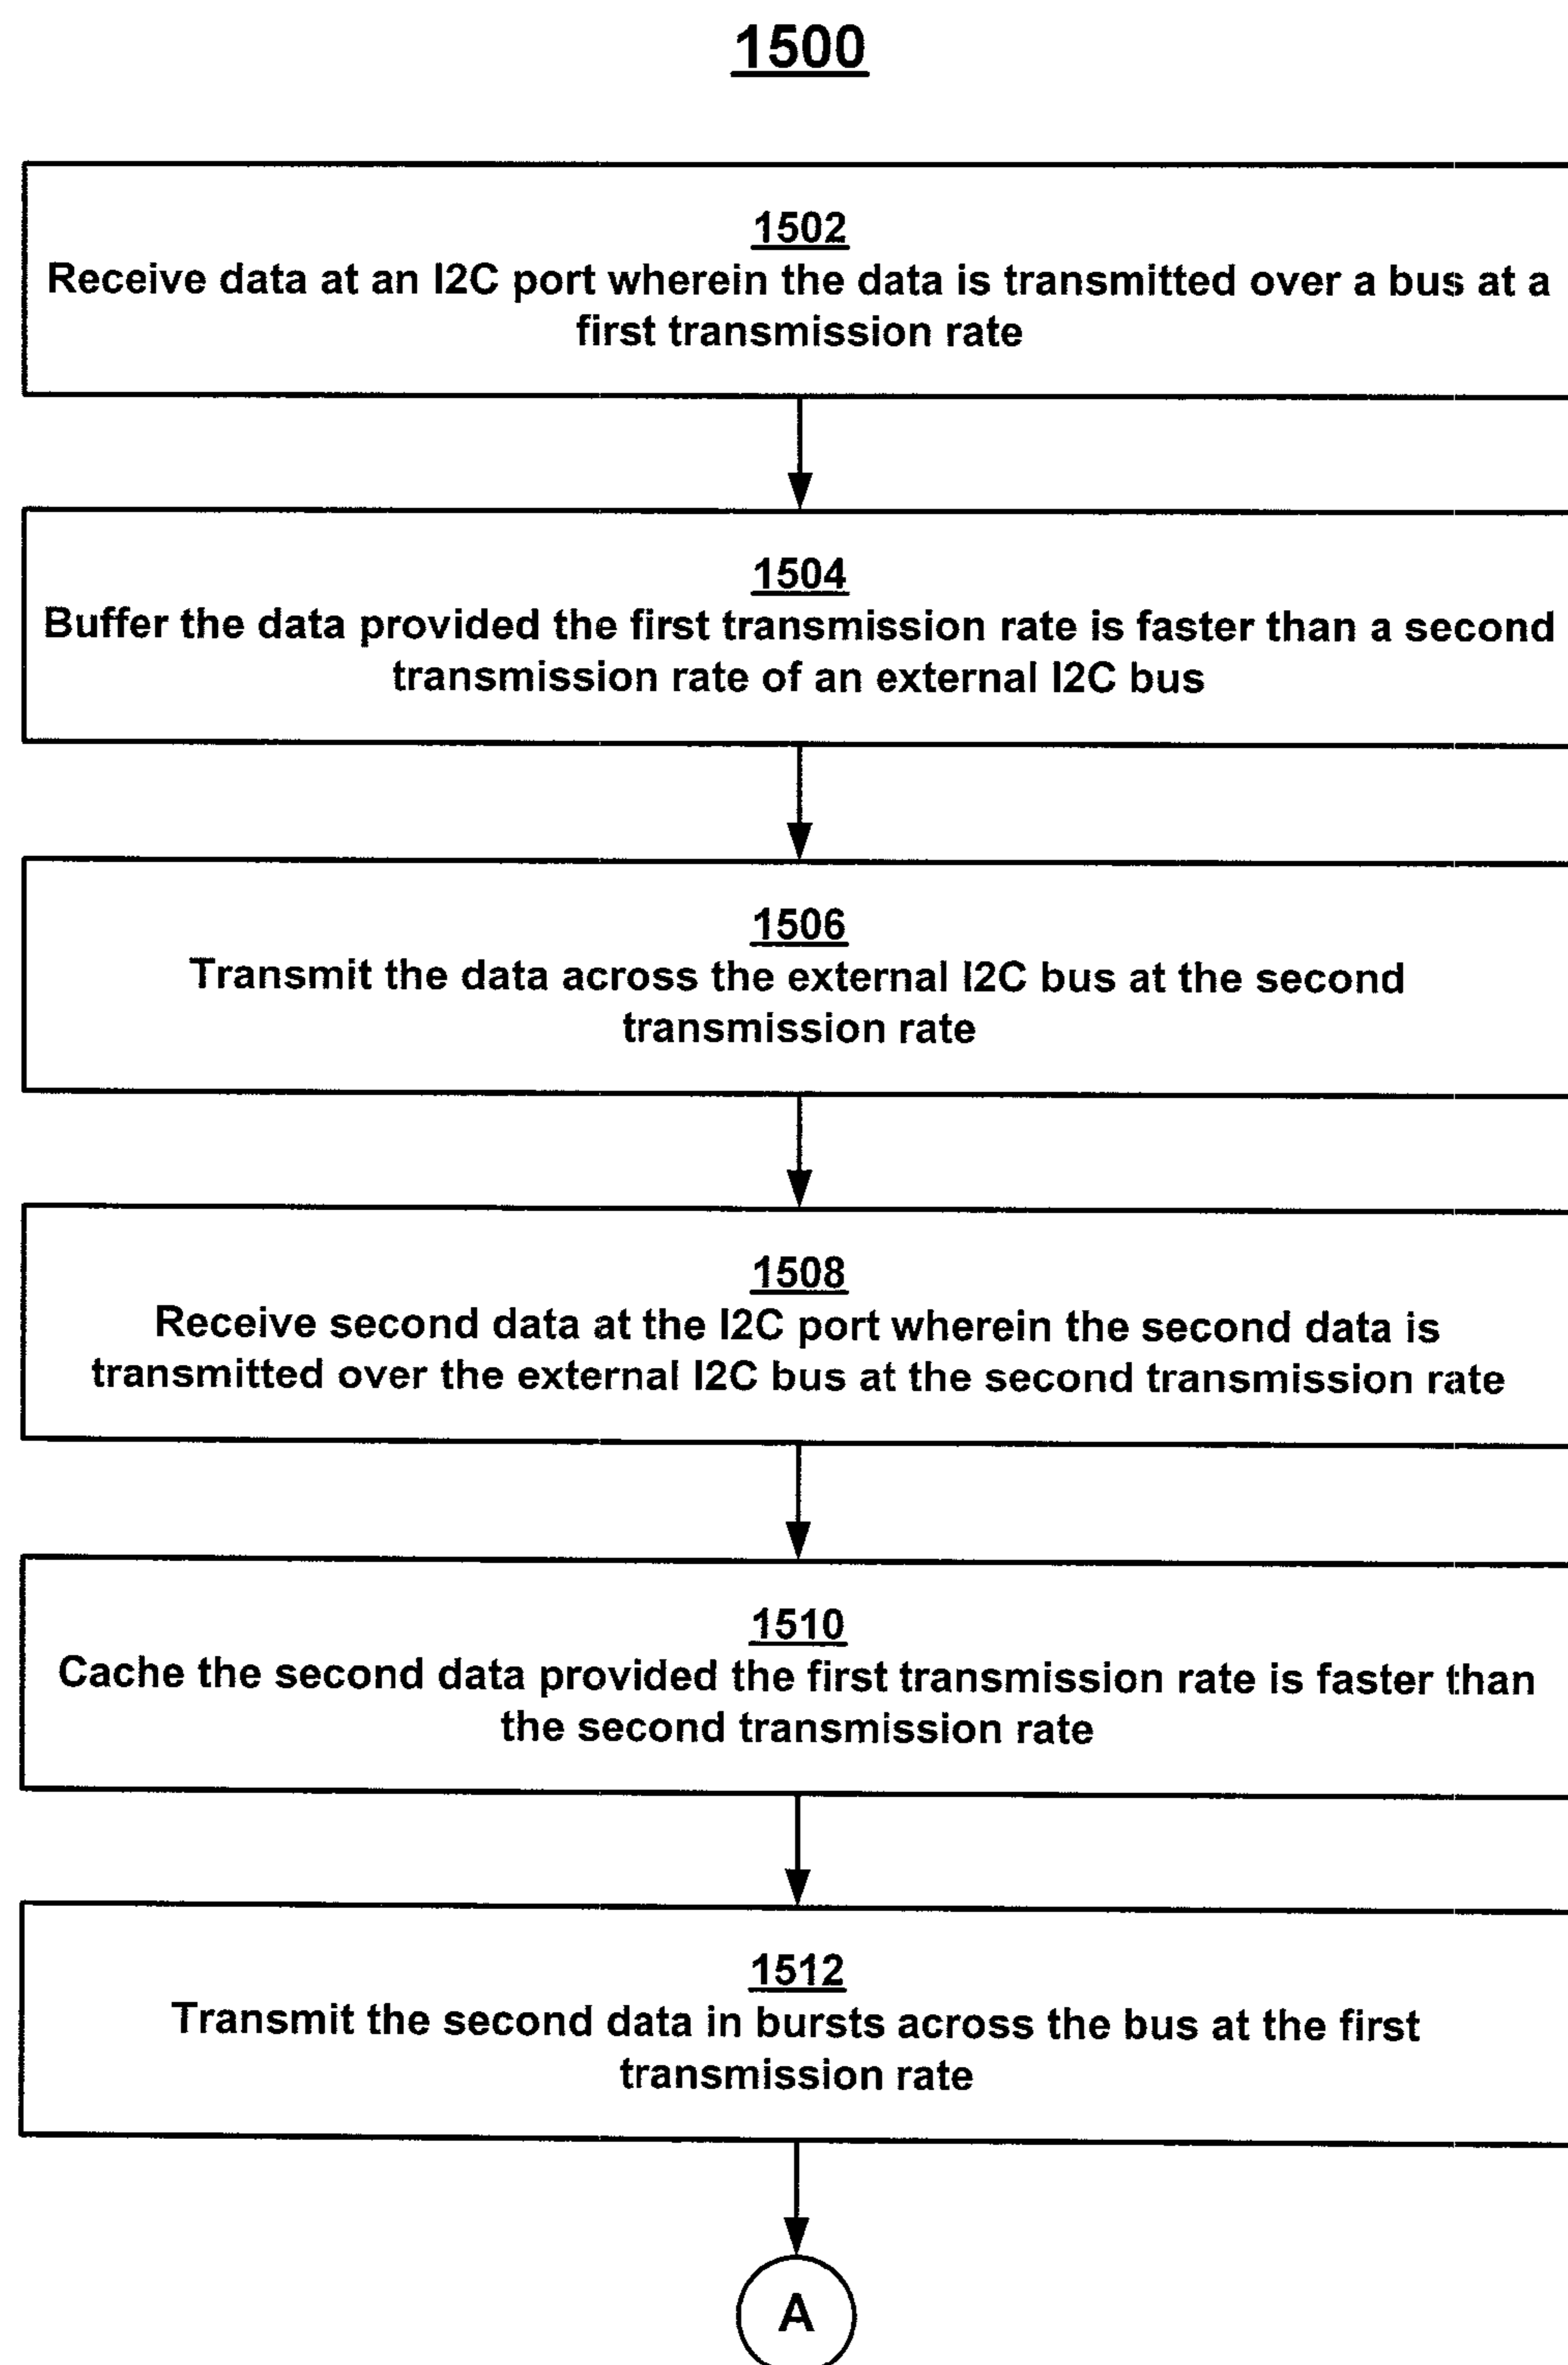 1500
1502
Receive data at an I2C port wherein the data is transmitted over a bus at a
first transmission rate
1504
Buffer the data provided the first transmission rate is faster than a second
transmission rate of an external I2C bus
1506
Transmit the data across the external I2C bus at the second
transmission rate
1508
Receive second data at the I2C port wherein the second data is
transmitted over the external I2C bus at the second transmission rate
1510
Cache the second data provided the first transmission rate is faster than
the second transmission rate
1512
Transmit the second data in bursts across the bus at the first
transmission rate
A